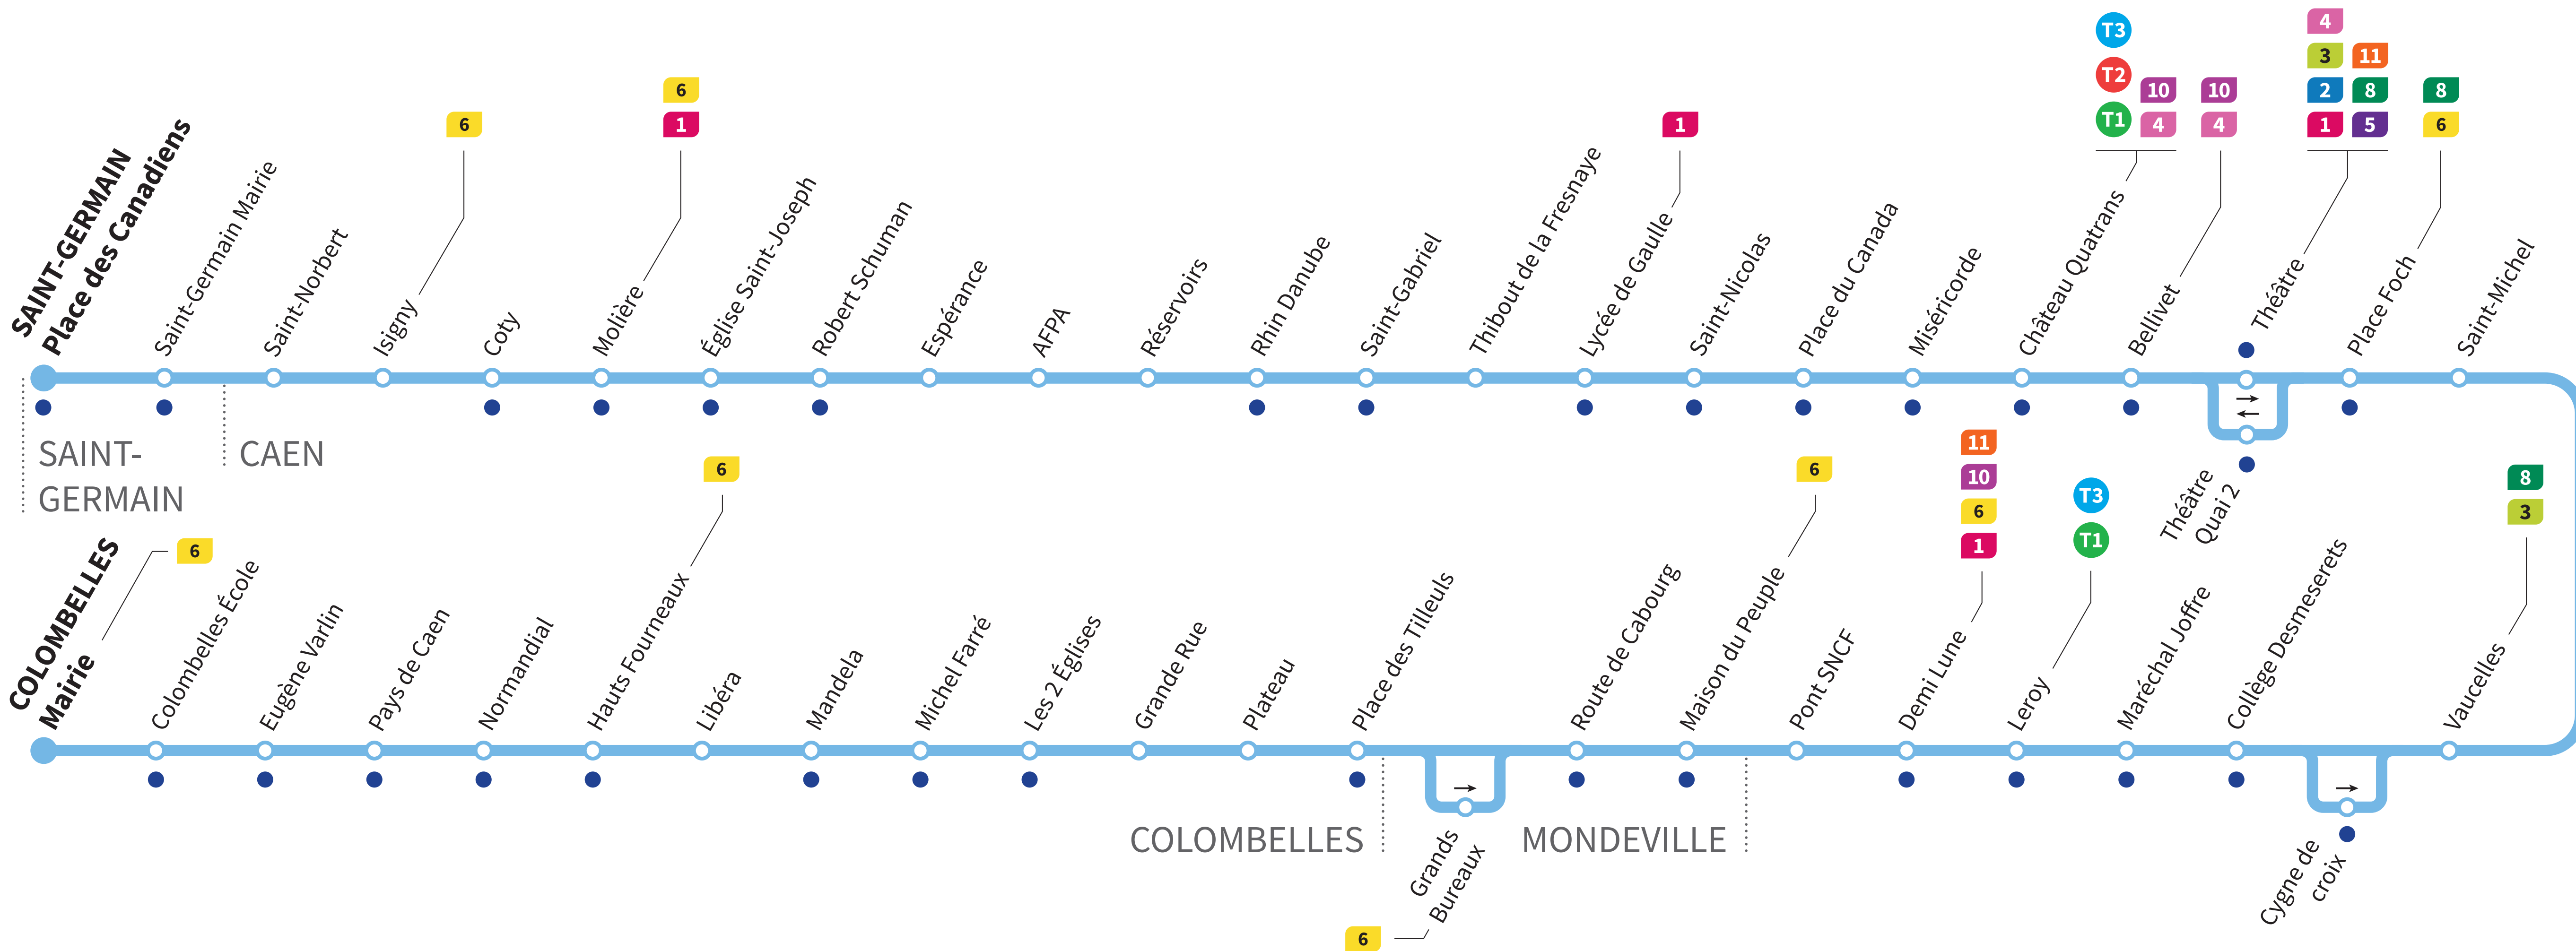 SAINT-GERMAIN
Place des Canadiens
Saint-Germain Mairie
Saint-Norbert
6
Isigny
Coty
6
1
Molière
Église Saint-Joseph
Robert Schuman
Espérance
AFPA
Réservoirs
Rhin Danube
Saint-Gabriel
Thibout de la Fresnaye
1
Lycée de Gaulle
Saint-Nicolas
Place du Canada
Miséricorde
T3
T2
T1
10
4
Château Quatrans
10
4
Bellivet
4
3 11
2 8
1 5
Théâtre
8
6
Place Foch
Saint-Michel
Théâtre
Quai 2
SAINT-
GERMAIN
CAEN
COLOMBELLES
Mairie
6
Colombelles École
Eugène Varlin
Pays de Caen
Normandial
6
Hauts Fourneaux
Libéra
Mandela
Michel Farré
Les 2 Églises
Grande Rue
Plateau
Place des Tilleuls
Grands
Bureaux
6
Route de Cabourg
6
Maison du Peuple
Pont SNCF
11
10
6
1
Demi Lune
T3
T1
Leroy
Maréchal Joffre
Collège Desmeserets
Cygne de
croix
8
3
Vaucelles
COLOMBELLES
MONDEVILLE